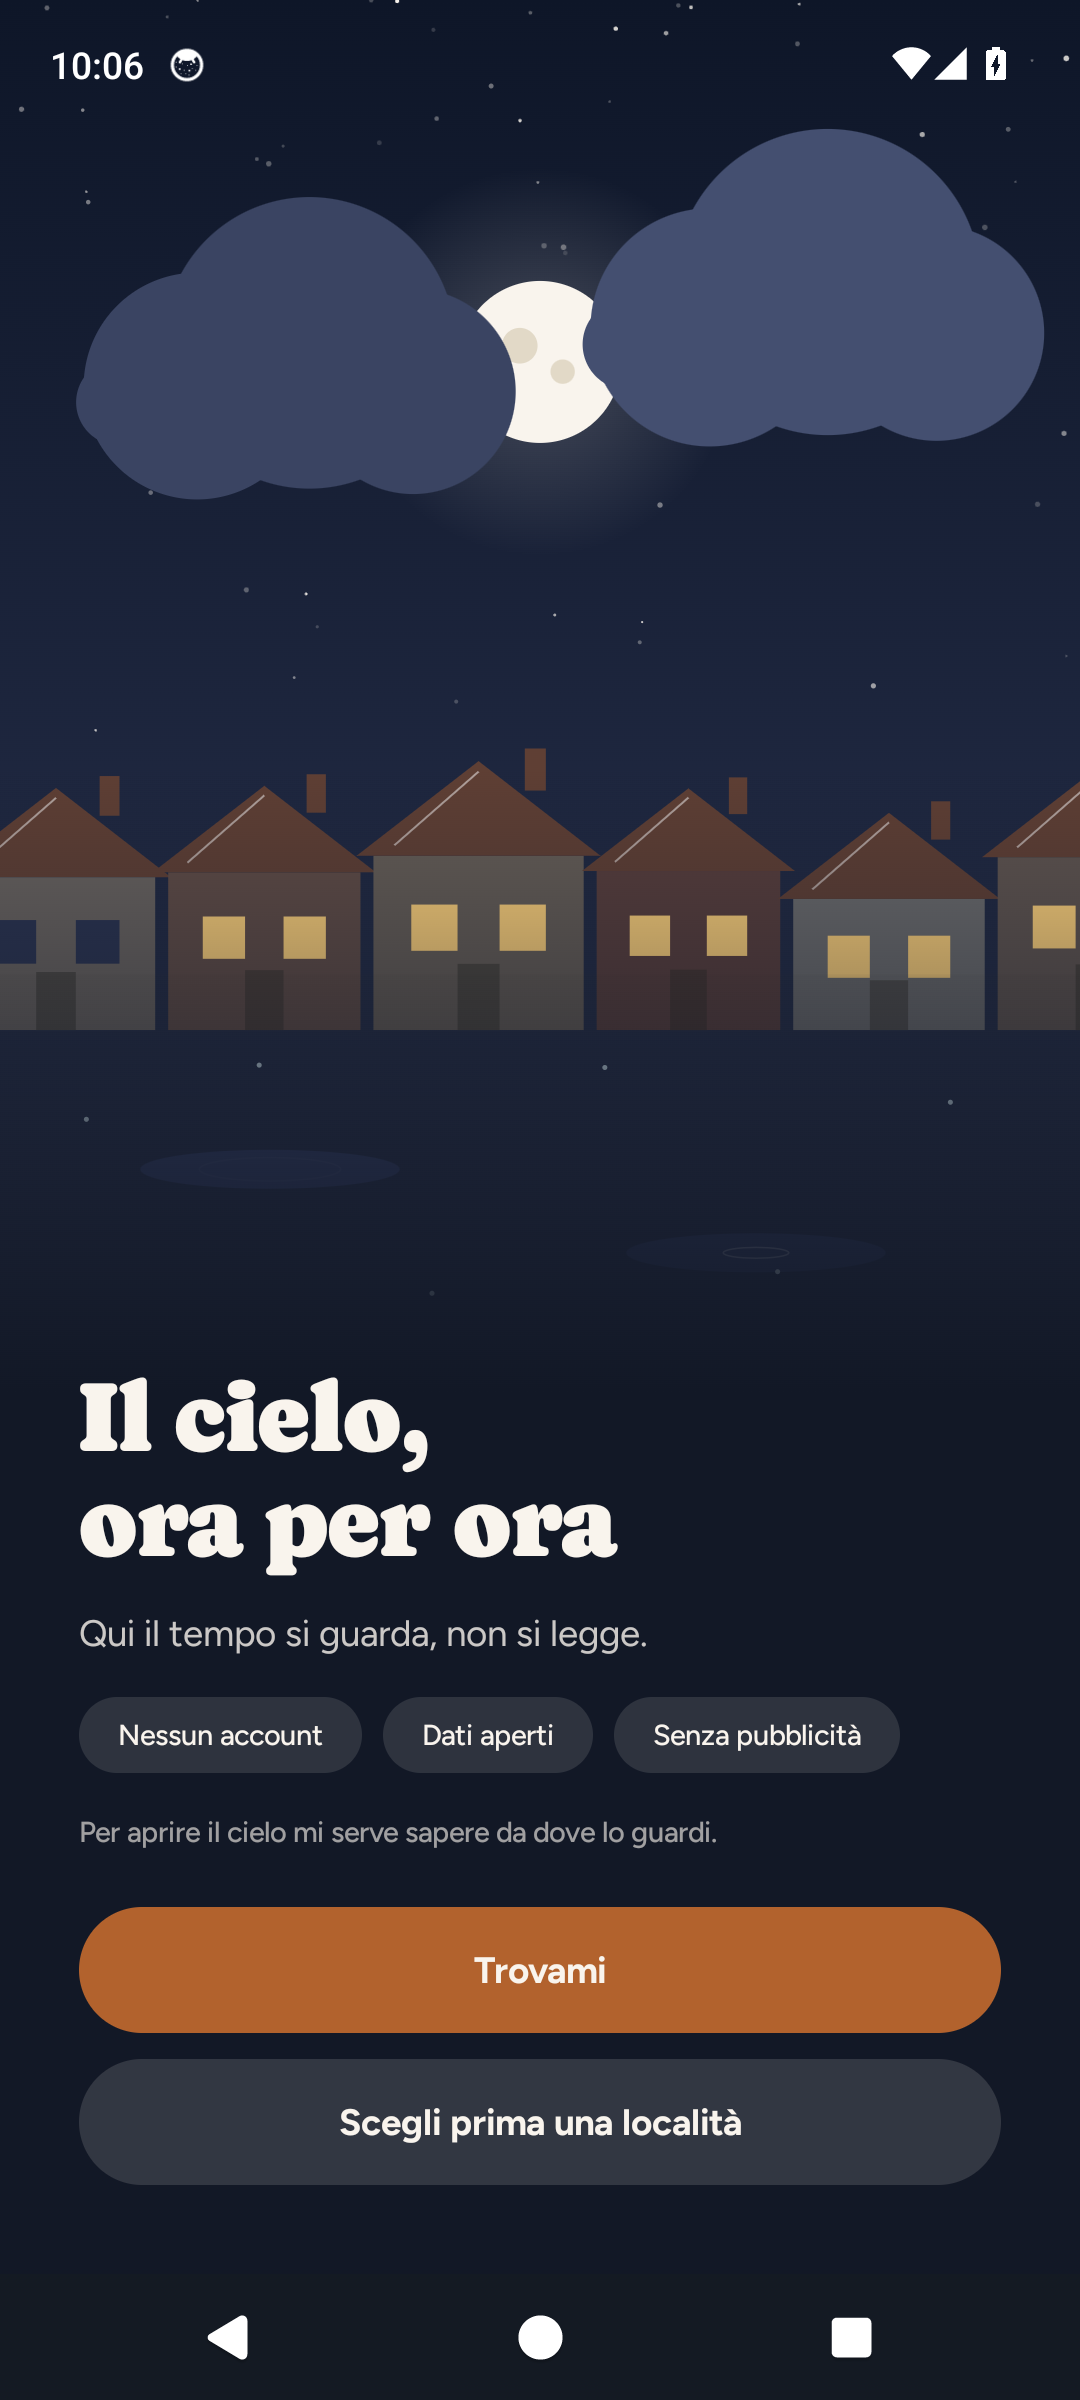 10:06
Il cielo,
ora per ora
Qui il tempo si guarda, non si legge.
Nessun account
Dati aperti
Senza pubblicità
Per aprire il cielo mi serve sapere da dove lo guardi.
Trovami
Scegli prima una località